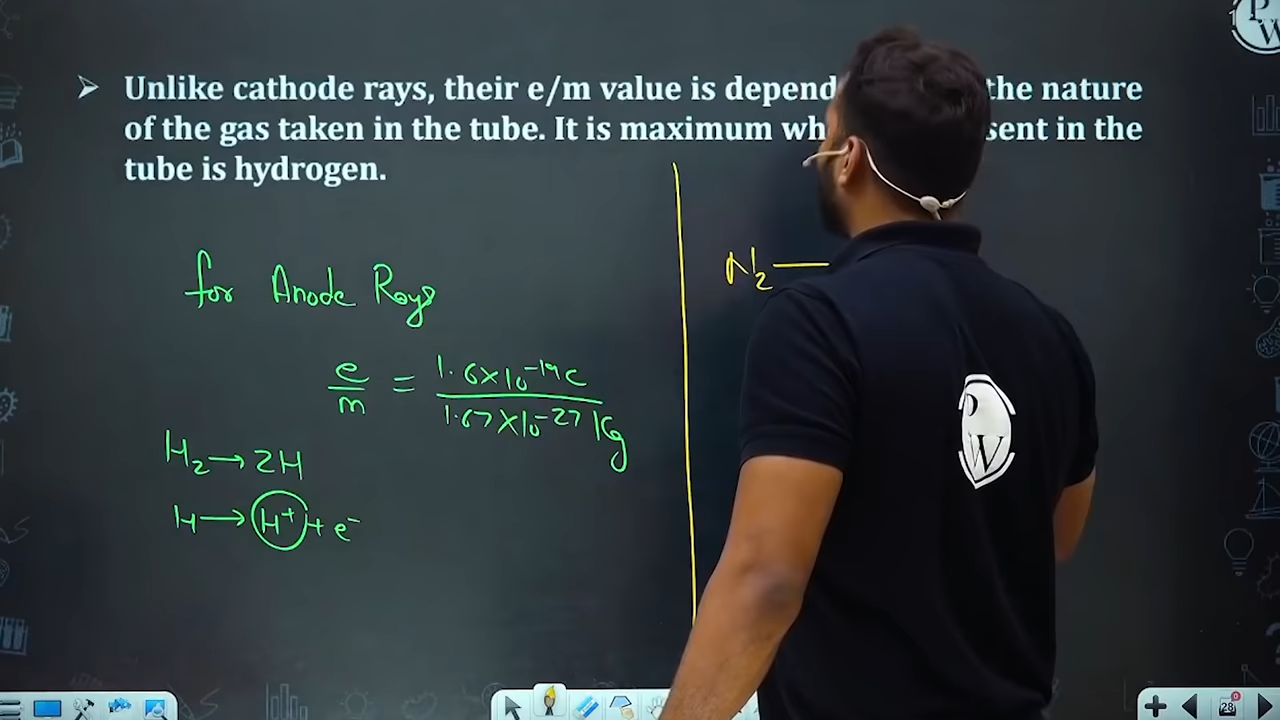 Unlike cathode rays, their e/m value is depend the nature
of the gas taken in the tube. It is maximum wh sent in the
tube is hydrogen.
for Anode Rays
e/m = 1.6×10⁻¹⁹C / 1.67×10⁻²⁷ Kg
H₂ → 2H
H → H⁺ + e⁻
N₂ —
P
W
P
W
28